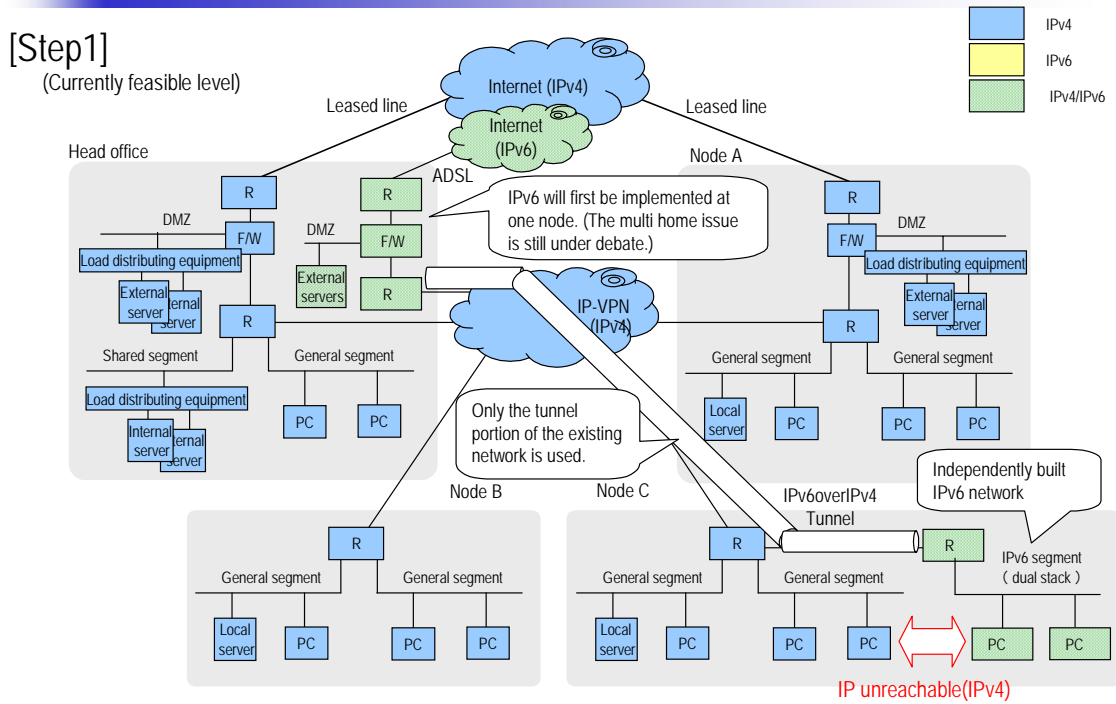 [Step1]
(Currently feasible level)
IPv4
IPv6
IPv4/IPv6
Internet (IPv4)
Internet
(IPv6)
Leased line
Leased line
Head office
R
R
ADSL
DMZ
F/W
Load distributing equipment
External
server
server
DMZ
F/W
External
servers
R
R
Shared segment
General segment
Load distributing equipment
Internal
server
server
PC
PC
IPv6 will first be implemented at
one node. (The multi home issue
is still under debate.)
IP-VPN
(IPv4)
Only the tunnel
portion of the existing
network is used.
Node A
R
DMZ
F/W
Load distributing equipment
External
server
server
R
General segment
General segment
Local
server
PC
PC
PC
Node B
R
General segment
General segment
Local
server
PC
PC
PC
Node C
IPv6overIPv4
Tunnel
Independently built
IPv6 network
R
R
IPv6 segment
( dual stack )
General segment
General segment
Local
server
PC
PC
PC
PC
PC
IP unreachable(IPv4)